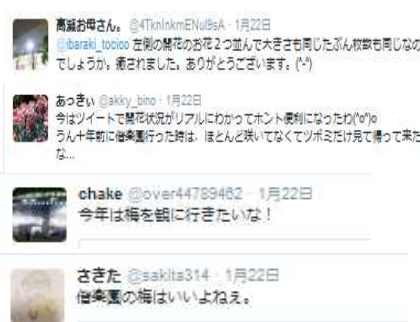 高瀬お母さん。 @4TknInkmENul9sA · 1月22日
@ibaraki_tooioo 左側の開花のお花2つ並んで大きさも同じたぶん枚数も同じなの
でしょうか。癒されました。ありがとうございます。(^-^)
あっきぃ @akky_bino · 1月22日
今はツイートで開花状況がリアルにわかってホント便利になったわ(^o^)o
うん十年前に偕楽園行った時は、ほとんど咲いてなくてツボミだけ見て帰って来た
な...
chake @over44789462 · 1月22日
今年は梅を観に行きたいな！
さきた @sakita314 · 1月22日
偕楽園の梅はいいよねぇ。